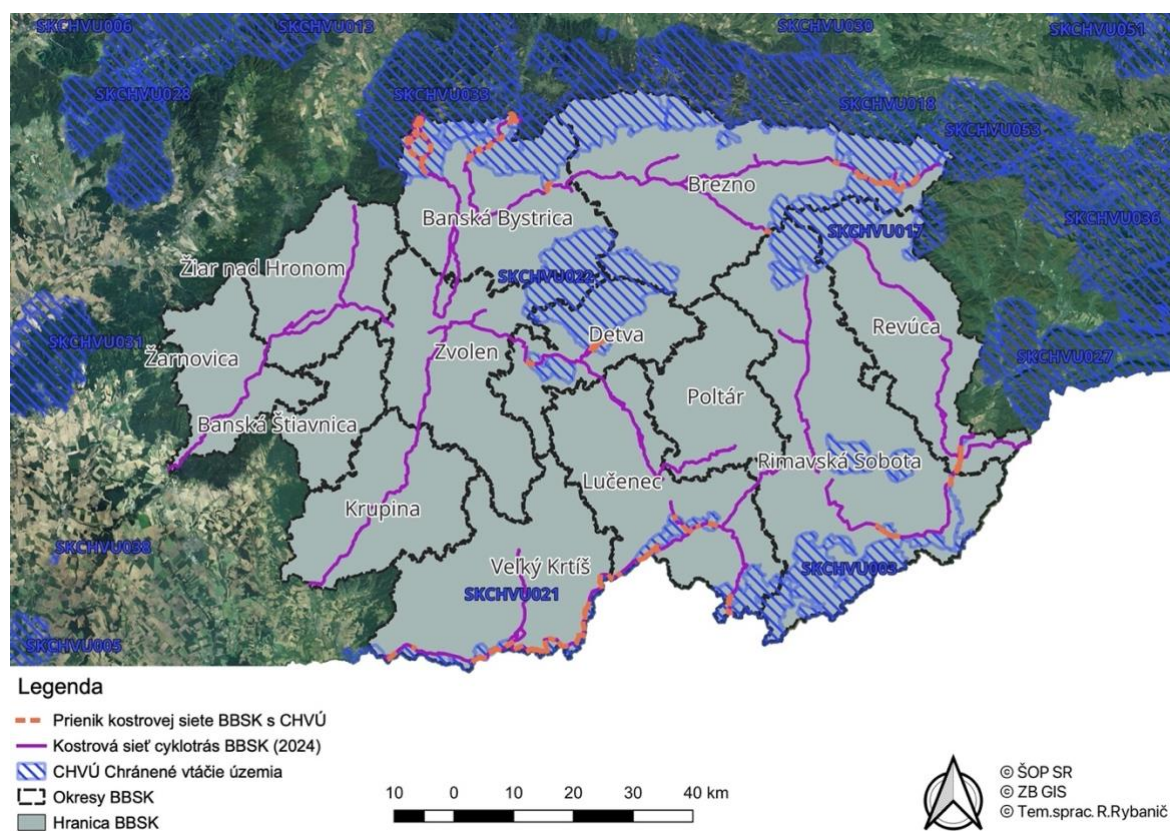 SKCHVU006
SKCHVU013
SKCHVU030
SKCHVU051
SKCHVU028
SKCHVU033
SKCHVU018
SKCHVU053
Brezno
Banská Bystrica
SKCHVU017
SKCHVU036
Žiar nad Hronom
SKCHVU022
SKCHVU031
Žarnovica
Zvolen
Detva
Revúca
SKCHVU027
Poltár
Banská Štiavnica
Rimavská Sobota
Lučenec
Krupina
SKCHVU038
Veľký Krtíš
SKCHVU003
SKCHVU021
SKCHVU005
Legenda
Prienik kostrovej siete BBSK s CHVÚ
Kostrová sieť cyklotrás BBSK (2024)
CHVÚ Chránené vtáčie územia
Okresy BBSK
Hranica BBSK
10 0 10 20 30 40 km
© ŠOP SR
© ZB GIS
© Tem.sprac. R.Rybanič